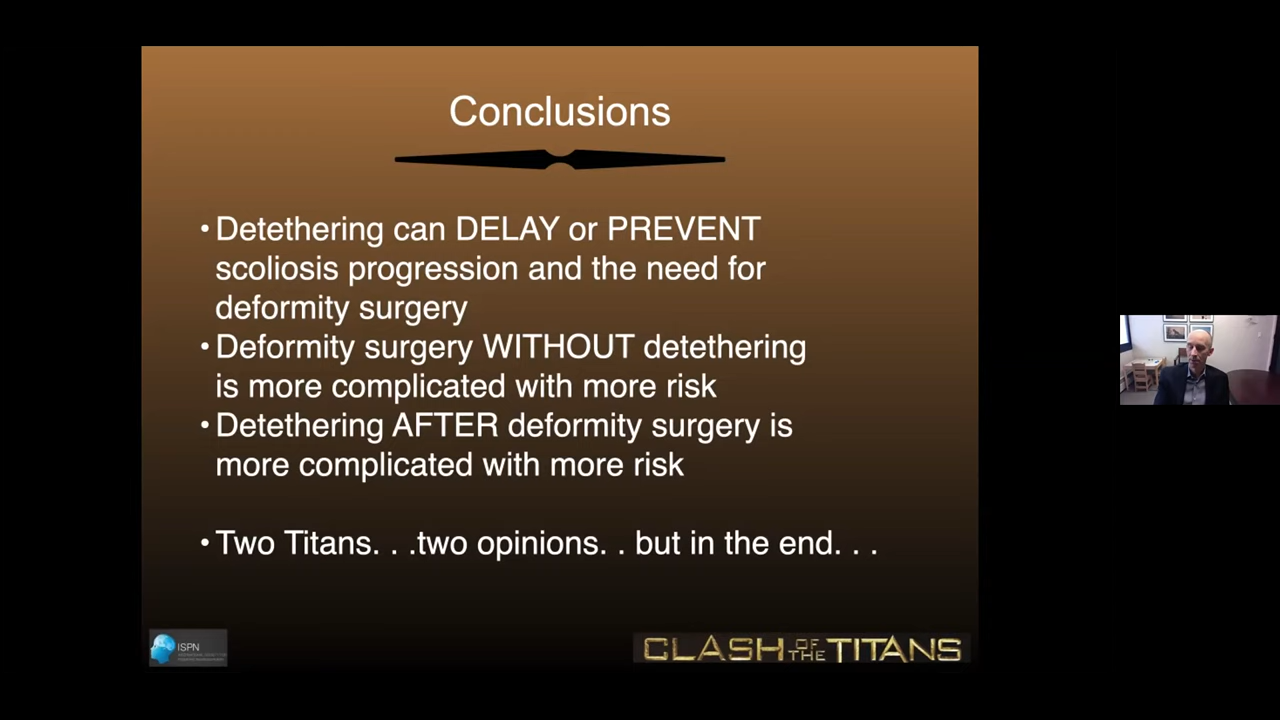 Conclusions
• Detethering can DELAY or PREVENT
scoliosis progression and the need for
deformity surgery
• Deformity surgery WITHOUT detethering
is more complicated with more risk
• Detethering AFTER deformity surgery is
more complicated with more risk
• Two Titans. . .two opinions. . but in the end. . .
ISPN
CLASH OF THE TITANS